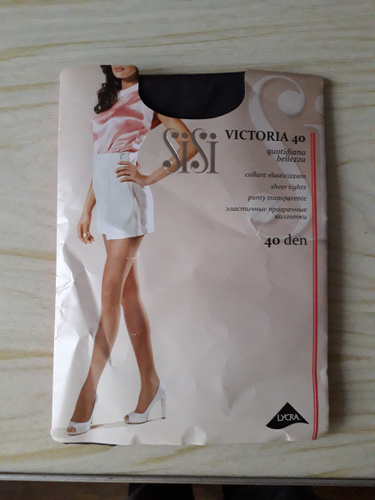 SiSi
VICTORIA 40
quotidiana
bellezza
collant elasticizzato
sheer tights
panty transparente
эластичные прозрачные
колготки
40 den
LYCRA